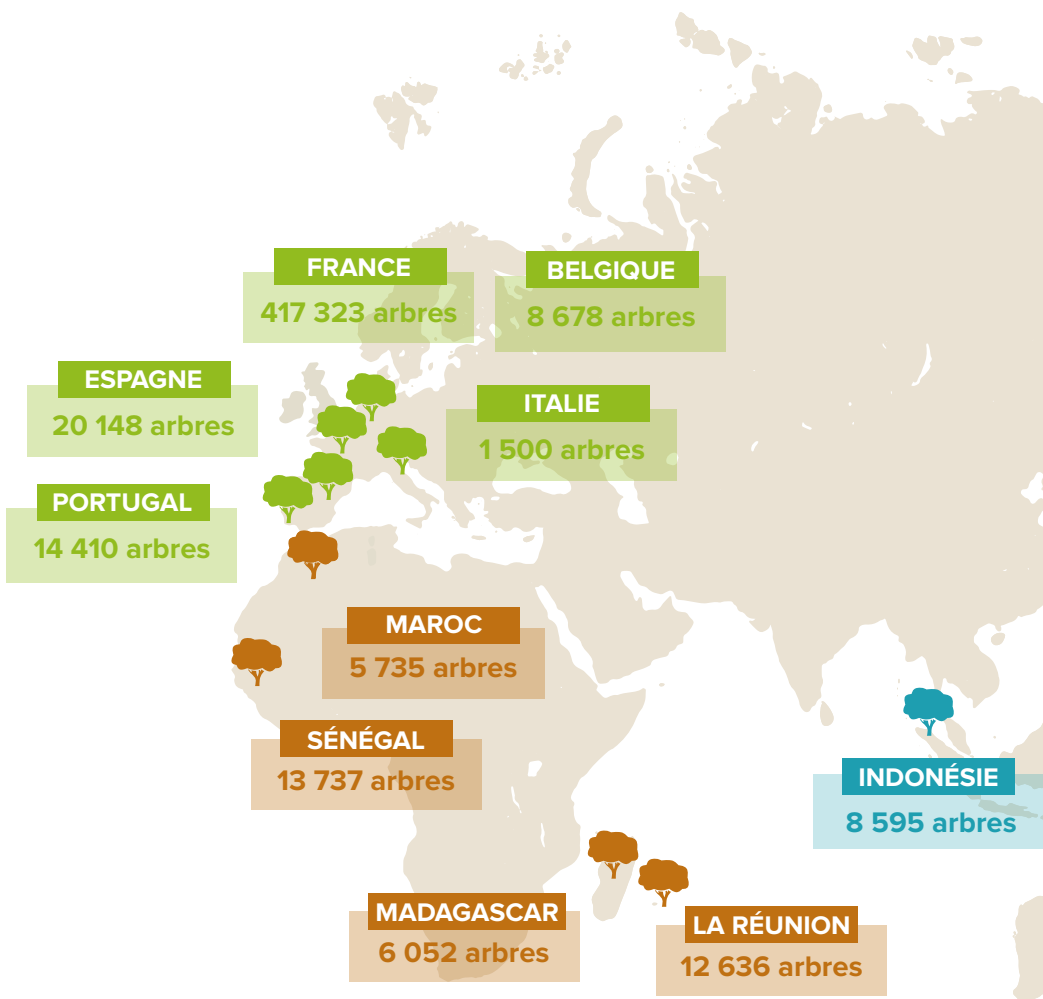 FRANCE
417 323 arbres
BELGIQUE
8 678 arbres
ESPAGNE
20 148 arbres
ITALIE
1 500 arbres
PORTUGAL
14 410 arbres
MAROC
5 735 arbres
SÉNÉGAL
13 737 arbres
INDONÉSIE
8 595 arbres
MADAGASCAR
6 052 arbres
LA RÉUNION
12 636 arbres